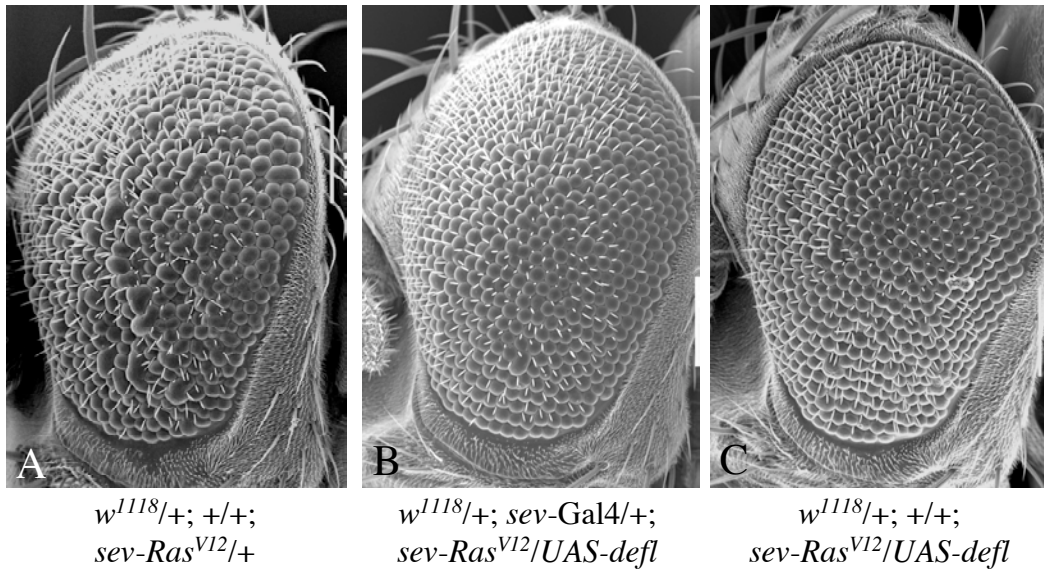 A
B
C
w¹¹¹⁸/+; +/+;
sev-Rasⱽ¹²/+
w¹¹¹⁸/+; sev-Gal4/+;
sev-Rasⱽ¹²/UAS-defl
w¹¹¹⁸/+; +/+;
sev-Rasⱽ¹²/UAS-defl